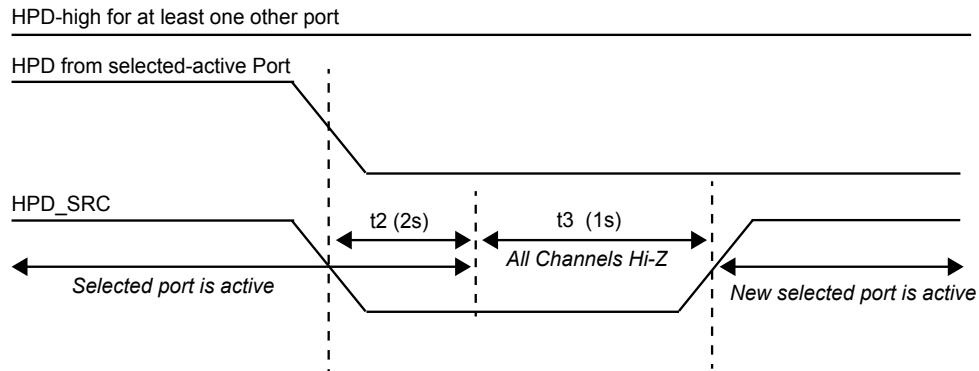 HPD-high for at least one other port
HPD from selected-active Port
HPD_SRC
t2 (2s)
t3 (1s)
All Channels Hi-Z
Selected port is active
New selected port is active